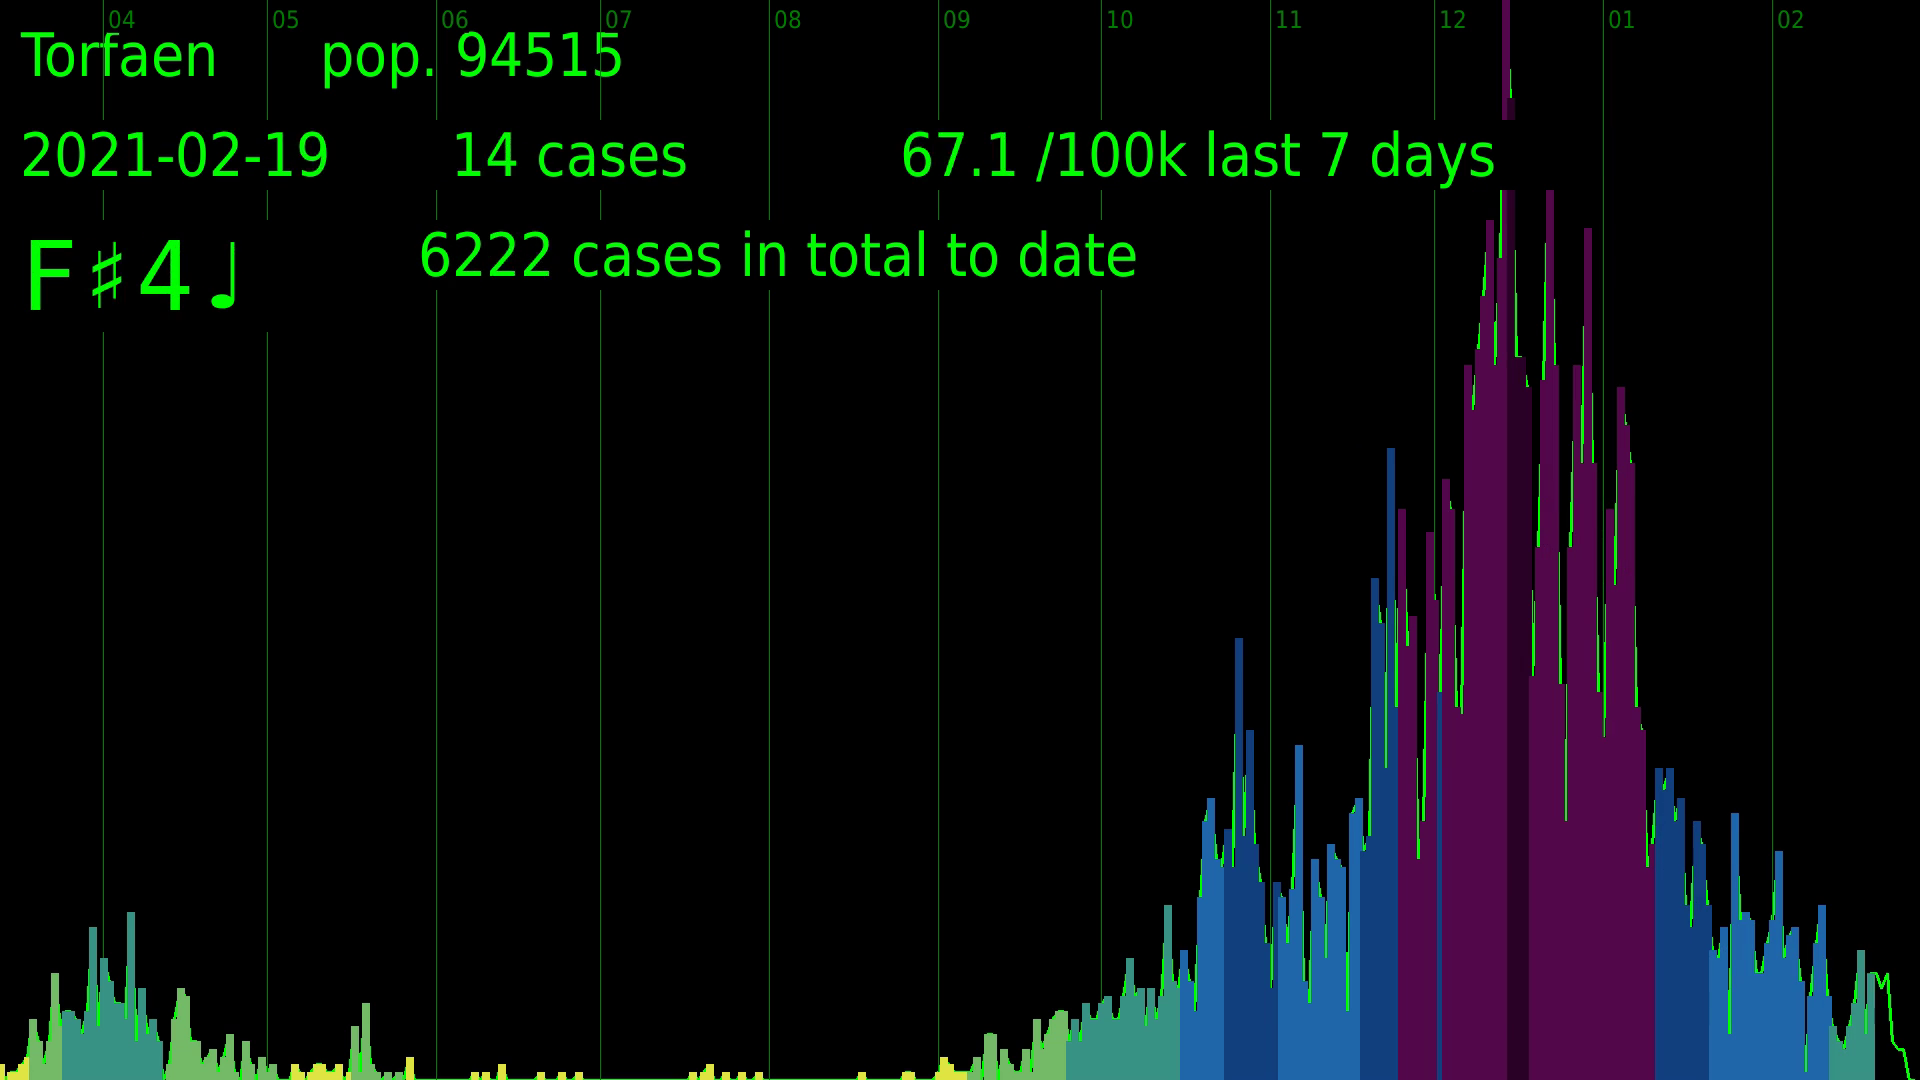 04 05 06 07 08 09 10 11 12 01 02
Torfaen pop. 94515
2021-02-19 14 cases 67.1 /100k last 7 days
F♯4♩ 6222 cases in total to date